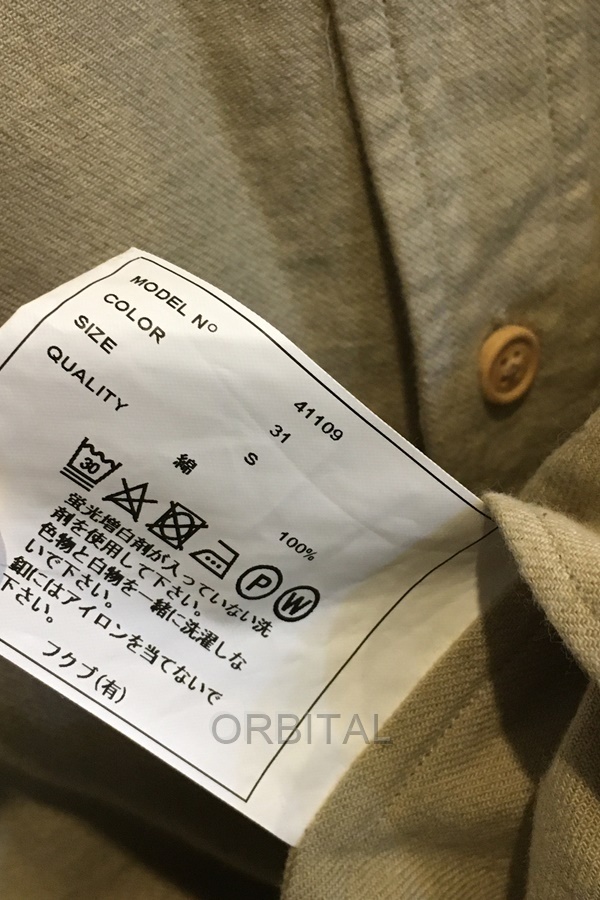 MODEL Nº 41109
COLOR 31
SIZE S
QUALITY
綿 100%
30 P W
蛍光増白剤が入っていない洗
剤を使用して下さい。
色物と白物を一緒に洗濯しな
いで下さい。
釦にはアイロンを当てないで
下さい。
フクブ(有)
ORBITAL